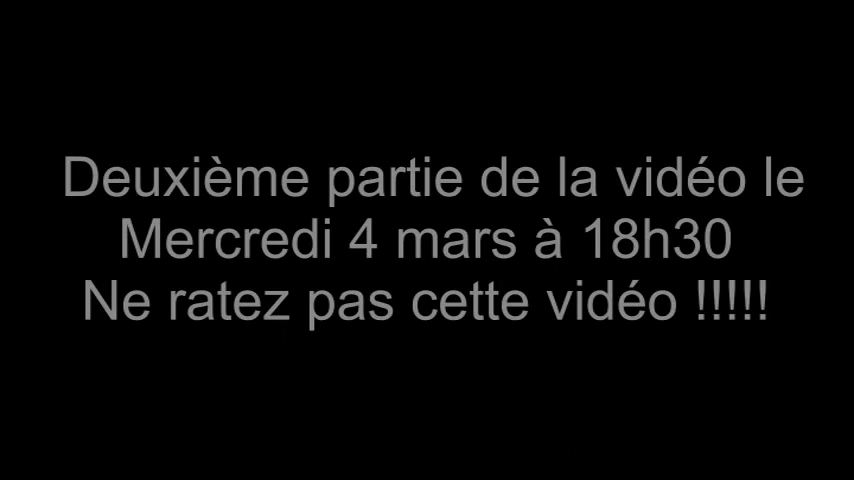 Deuxième partie de la vidéo le
Mercredi 4 mars à 18h30
Ne ratez pas cette vidéo !!!!!